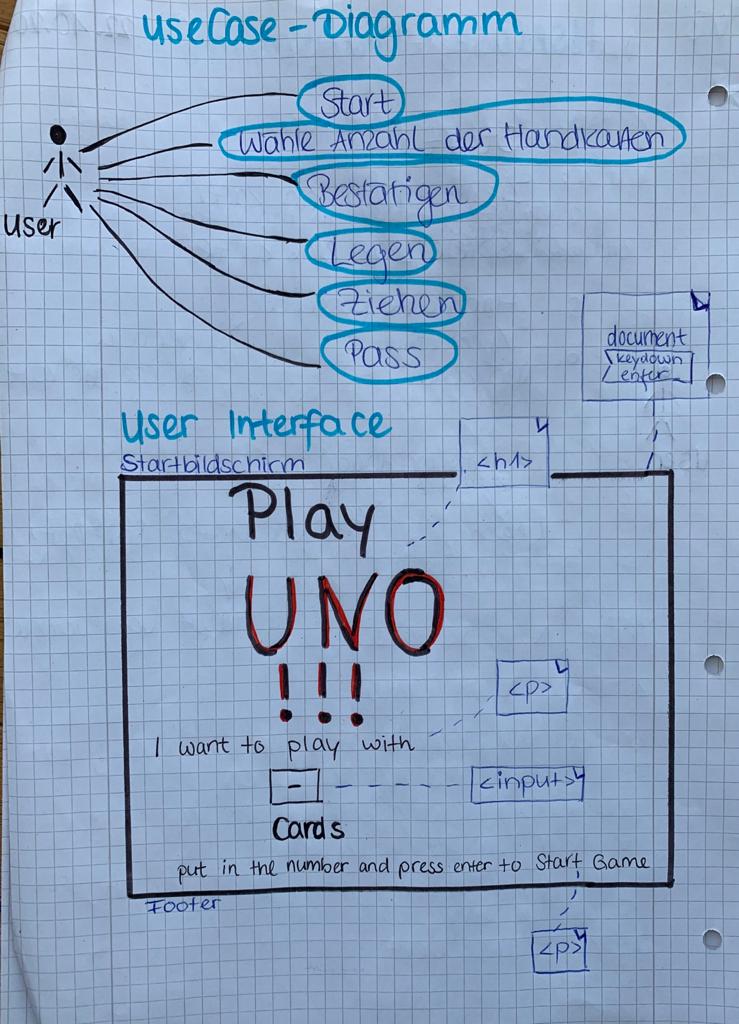 useCase-Diagramm
Start
Wähle Anzahl der Handkarten
Bestätigen
user
Legen
Ziehen
Pass
document
keydown
enter
user Interface
Startbildschirm
<h1>
Play
UNO
!!!
<p>
I want to play with
-
<input>
Cards
put in the number and press enter to Start Game
Footer
<p>